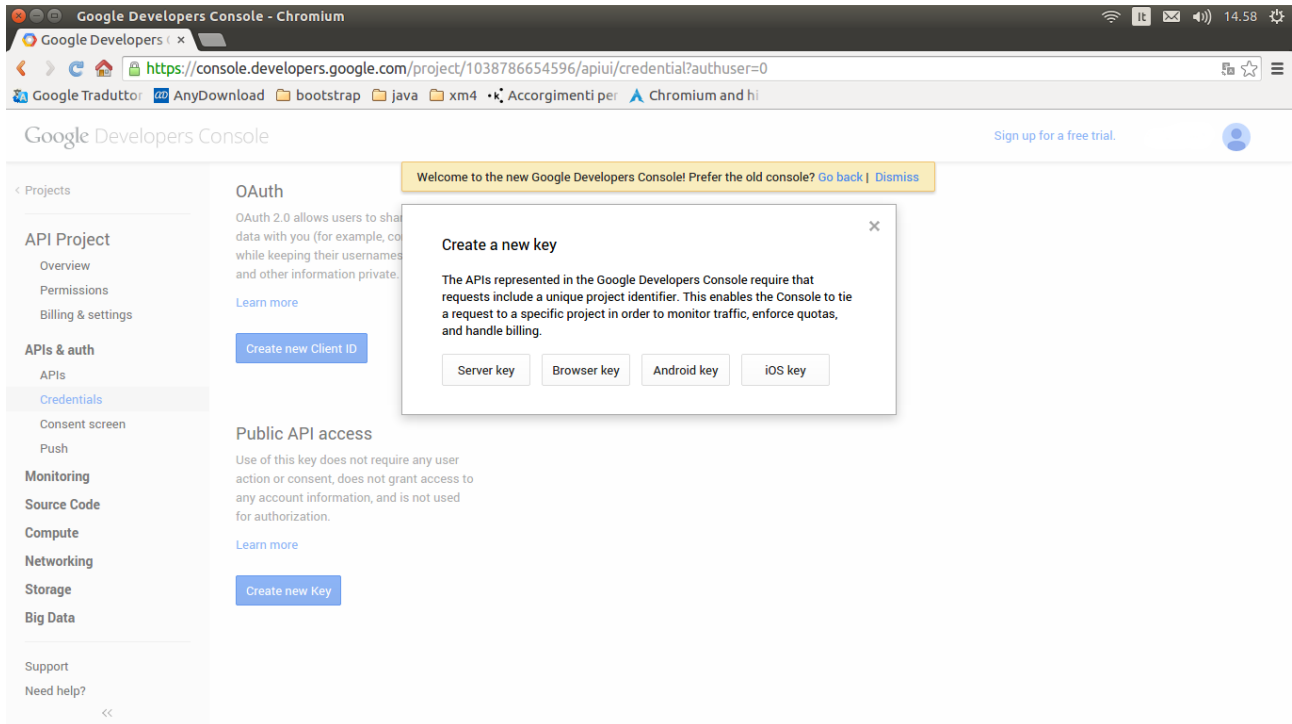 Google Developers Console - Chromium
It
14.58
Google Developers C
https://console.developers.google.com/project/1038786654596/apiui/credential?authuser=0
Google Traduttor
AnyDownload
bootstrap
java
xm4
Accorgimenti per
Chromium and hi
Google Developers Console
Sign up for a free trial.
Welcome to the new Google Developers Console! Prefer the old console? Go back | Dismiss
< Projects
API Project
Overview
Permissions
Billing & settings
APIs & auth
APIs
Credentials
Consent screen
Push
Monitoring
Source Code
Compute
Networking
Storage
Big Data
Support
Need help?
<<
OAuth
OAuth 2.0 allows users to shar
data with you (for example, co
while keeping their usernames
and other information private.
Learn more
Create new Client ID
Create a new key
The APIs represented in the Google Developers Console require that
requests include a unique project identifier. This enables the Console to tie
a request to a specific project in order to monitor traffic, enforce quotas,
and handle billing.
Server key
Browser key
Android key
iOS key
Public API access
Use of this key does not require any user
action or consent, does not grant access to
any account information, and is not used
for authorization.
Learn more
Create new Key